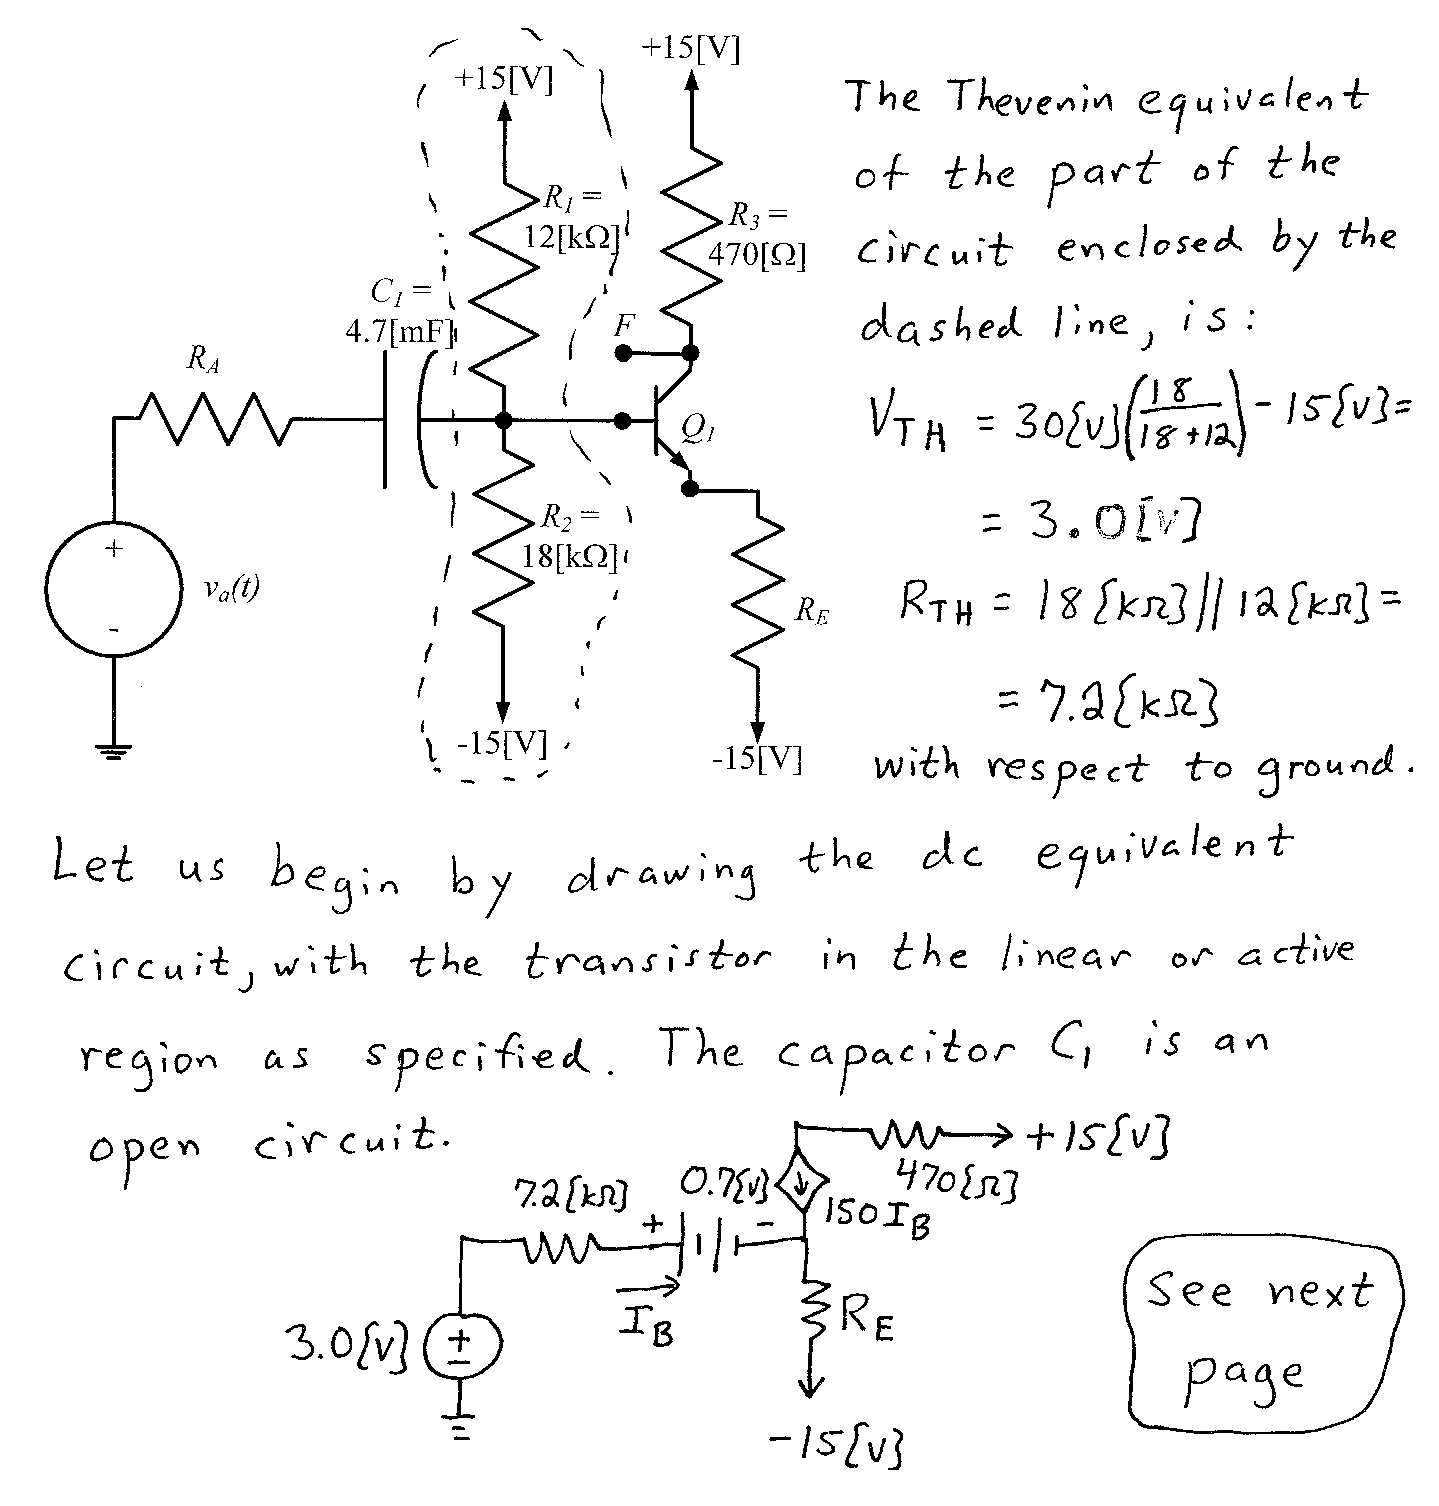 +15[V]
+15[V]
R1 =
12[kΩ]
R3 =
470[Ω]
C1 =
4.7[mF]
F
RA
Q1
+
-
va(t)
R2 =
18[kΩ]
RE
-15[V]
-15[V]
The Thevenin equivalent
of the part of the
circuit enclosed by the
dashed line, is:
VTH = 30[V](18/18+12) - 15[V] =
= 3.0[V]
RTH = 18[kΩ]||12[kΩ] =
= 7.2[kΩ]
with respect to ground.
Let us begin by drawing the dc equivalent
circuit, with the transistor in the linear or active
region as specified. The capacitor C1 is an
open circuit.
+15[V]
470[Ω]
7.2[kΩ]
0.7[V]
+
-
150IB
IB
RE
3.0[V]
+
-
-15[V]
See next
page